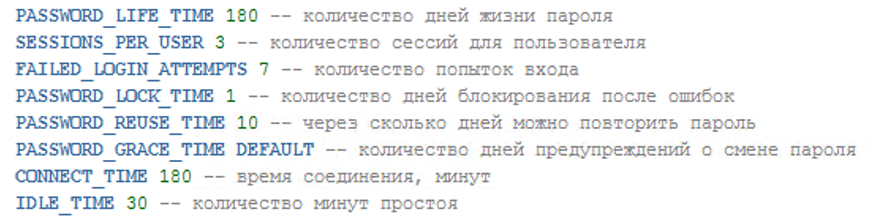 PASSWORD_LIFE_TIME 180 -- количество дней жизни пароля
SESSIONS_PER_USER 3 -- количество сессий для пользователя
FAILED_LOGIN_ATTEMPTS 7 -- количество попыток входа
PASSWORD_LOCK_TIME 1 -- количество дней блокирования после ошибок
PASSWORD_REUSE_TIME 10 -- через сколько дней можно повторить пароль
PASSWORD_GRACE_TIME DEFAULT -- количество дней предупреждений о смене пароля
CONNECT_TIME 180 -- время соединения, минут
IDLE_TIME 30 -- количество минут простоя